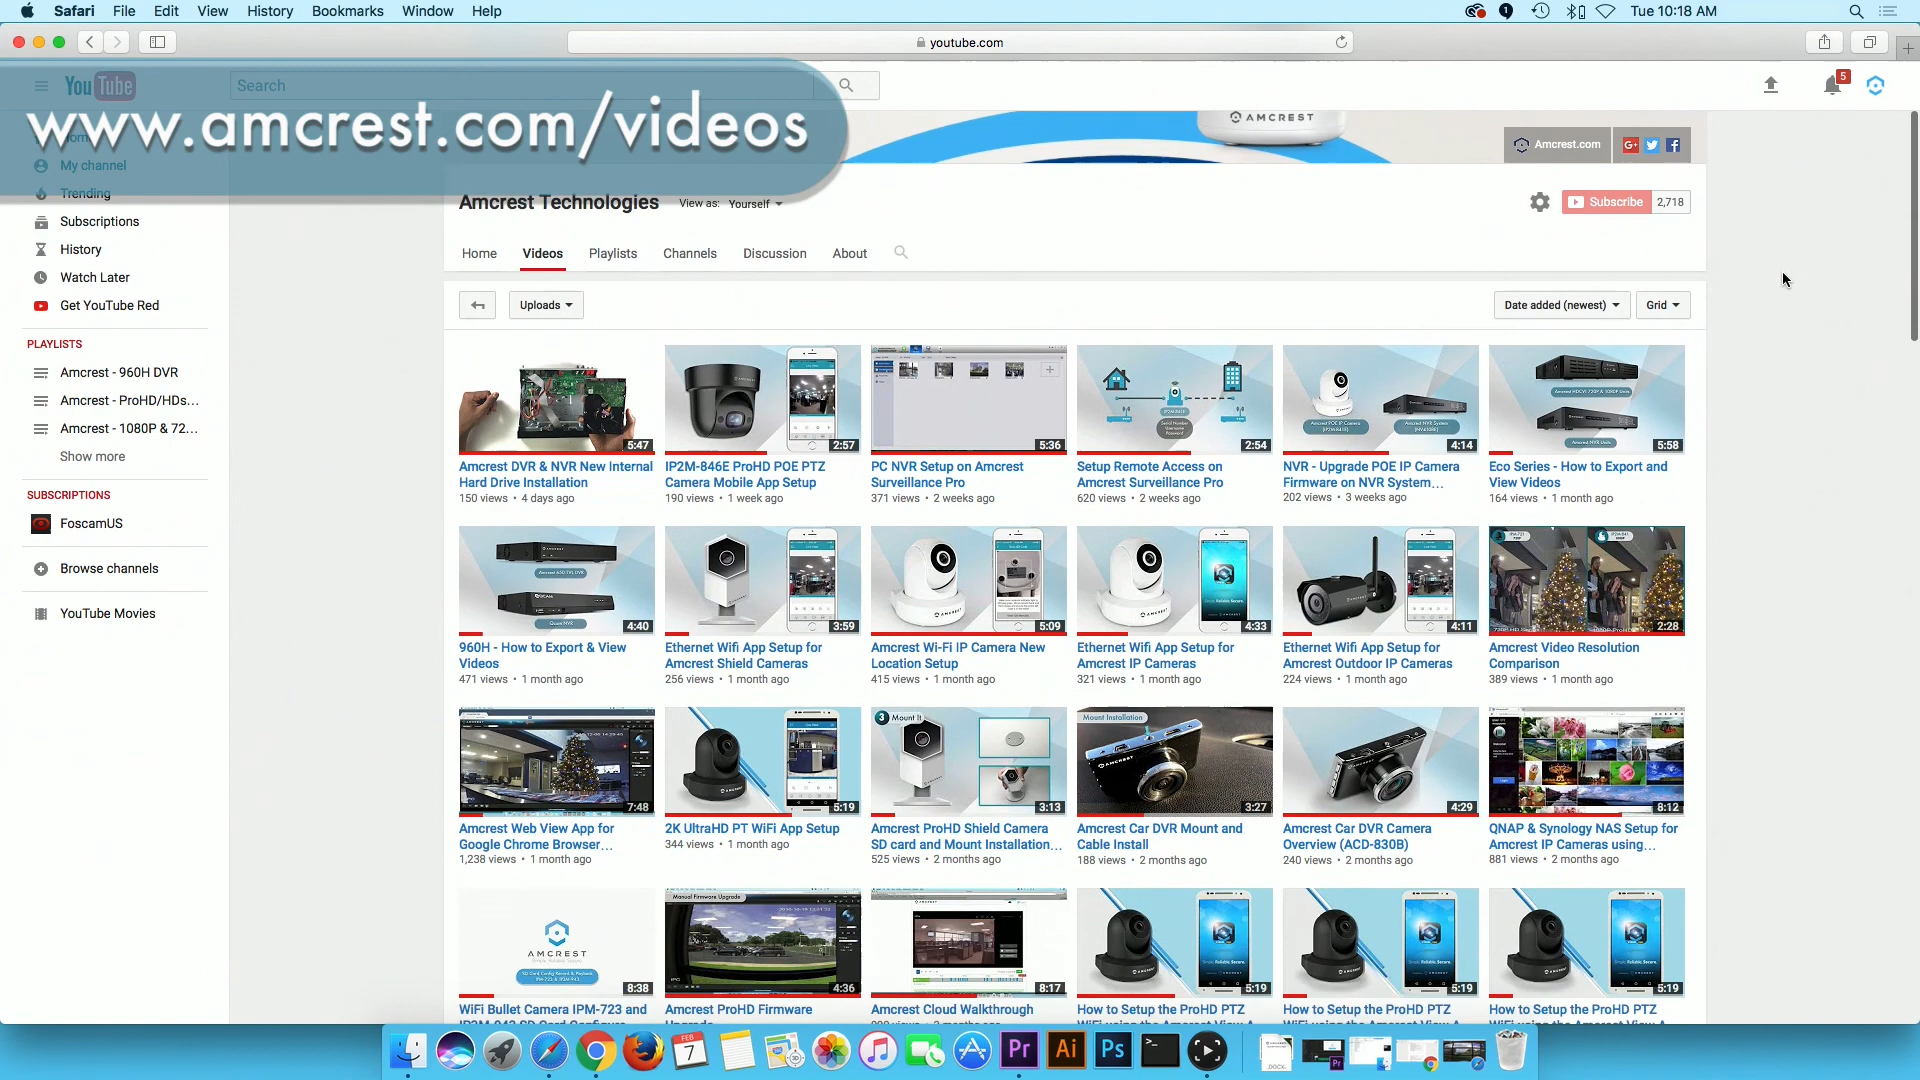 Safari File Edit View History Bookmarks Window Help
Tue 10:18 AM
youtube.com
YouTube
Search
5
www.amcrest.com/videos
AMCREST
Amcrest.com
My channel
Trending
Subscriptions
History
Watch Later
Get YouTube Red
PLAYLISTS
Amcrest - 960H DVR
Amcrest - ProHD/HDs...
Amcrest - 1080P & 72...
Show more
SUBSCRIPTIONS
FoscamUS
Browse channels
YouTube Movies
Amcrest Technologies
View as: Yourself
Subscribe 2,718
Home Videos Playlists Channels Discussion About
Uploads
Date added (newest)
Grid
5:47
2:57
5:36
2:54
4:14
5:58
Amcrest DVR & NVR New Internal
Hard Drive Installation
150 views • 4 days ago
IP2M-846E ProHD POE PTZ
Camera Mobile App Setup
190 views • 1 week ago
PC NVR Setup on Amcrest
Surveillance Pro
371 views • 2 weeks ago
Setup Remote Access on
Amcrest Surveillance Pro
620 views • 2 weeks ago
NVR - Upgrade POE IP Camera
Firmware on NVR System...
202 views • 3 weeks ago
Eco Series - How to Export and
View Videos
164 views • 1 month ago
4:40
3:59
5:09
4:33
4:11
2:28
960H - How to Export & View
Videos
471 views • 1 month ago
Ethernet Wifi App Setup for
Amcrest Shield Cameras
256 views • 1 month ago
Amcrest Wi-Fi IP Camera New
Location Setup
415 views • 1 month ago
Ethernet Wifi App Setup for
Amcrest IP Cameras
321 views • 1 month ago
Ethernet Wifi App Setup for
Amcrest Outdoor IP Cameras
224 views • 1 month ago
Amcrest Video Resolution
Comparison
389 views • 1 month ago
7:48
5:19
3 Mount It
3:13
Mount Installation
3:27
4:29
8:12
Amcrest Web View App for
Google Chrome Browser...
1,238 views • 1 month ago
2K UltraHD PT WiFi App Setup
344 views • 1 month ago
Amcrest ProHD Shield Camera
SD card and Mount Installation...
525 views • 2 months ago
Amcrest Car DVR Mount and
Cable Install
188 views • 2 months ago
Amcrest Car DVR Camera
Overview (ACD-830B)
240 views • 2 months ago
QNAP & Synology NAS Setup for
Amcrest IP Cameras using...
881 views • 2 months ago
AMCREST
8:38
Manual Firmware Upgrade
4:36
8:17
5:19
5:19
5:19
WiFi Bullet Camera IPM-723 and
Amcrest ProHD Firmware
Amcrest Cloud Walkthrough
How to Setup the ProHD PTZ
How to Setup the ProHD PTZ
How to Setup the ProHD PTZ
FEB
7
Pr
Ai
Ps